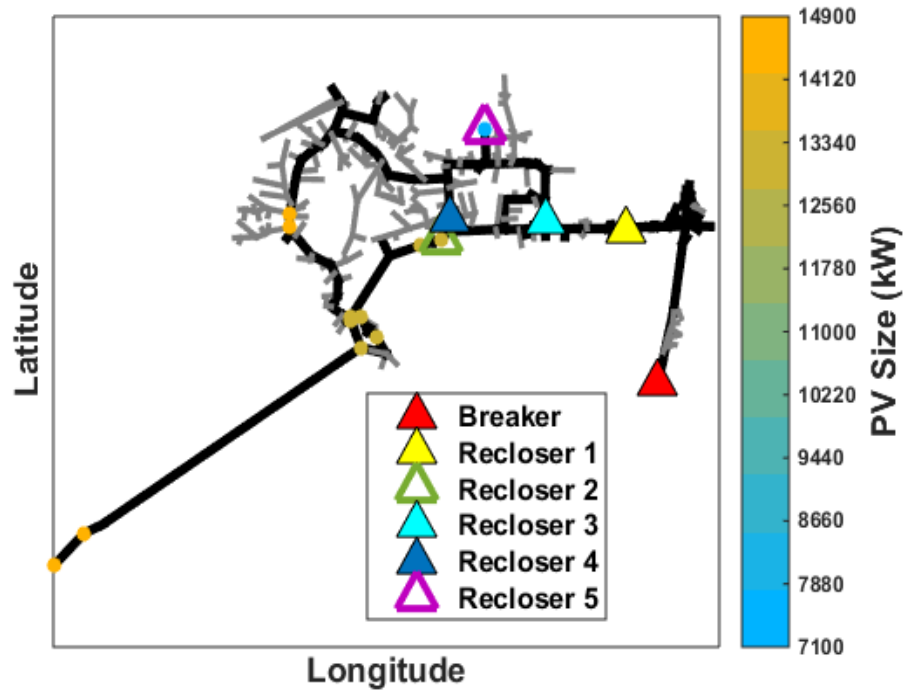 14900
14120
13340
12560
11780
11000
10220
9440
8660
7880
7100
PV Size (kW)
Latitude
Breaker
Recloser 1
Recloser 2
Recloser 3
Recloser 4
Recloser 5
Longitude